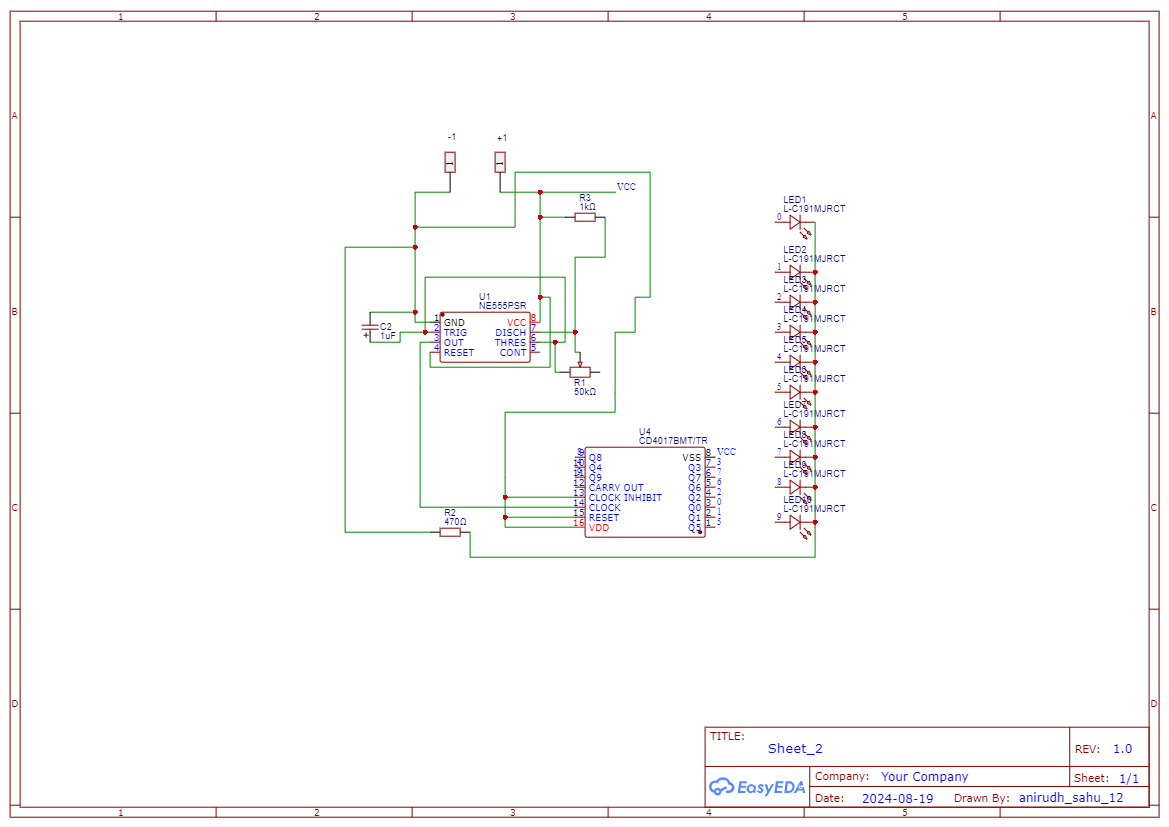 1 2 3 4 5
A
B
C
D
A
B
C
D
-1
1
+1
1
VCC
R3
1kΩ
U1
NE555PSR
1 GND
2 TRIG
3 OUT
4 RESET
VCC 8
DISCH 7
THRES 6
CONT 5
C2
1uF
R1
50kΩ
U4
CD4017BMT/TR
9 Q8
10 Q4
11 Q9
12 CARRY OUT
13 CLOCK INHIBIT
14 CLOCK
15 RESET
16 VDD
VSS 8 VCC
Q3 7 3
Q7 6 7
Q6 5 6
Q2 4 2
Q0 3 0
Q1 2 1
Q5 1 5
R2
470Ω
LED1
L-C191MJRCT
0
LED2
L-C191MJRCT
1
LED3
L-C191MJRCT
2
LED4
L-C191MJRCT
3
LED5
L-C191MJRCT
4
LED6
L-C191MJRCT
5
LED7
L-C191MJRCT
6
LED8
L-C191MJRCT
7
LED9
L-C191MJRCT
8
LED10
L-C191MJRCT
9
TITLE:
Sheet_2
REV: 1.0
EasyEDA
Company: Your Company
Sheet: 1/1
Date: 2024-08-19 Drawn By: anirudh_sahu_12
1 2 3 4 5